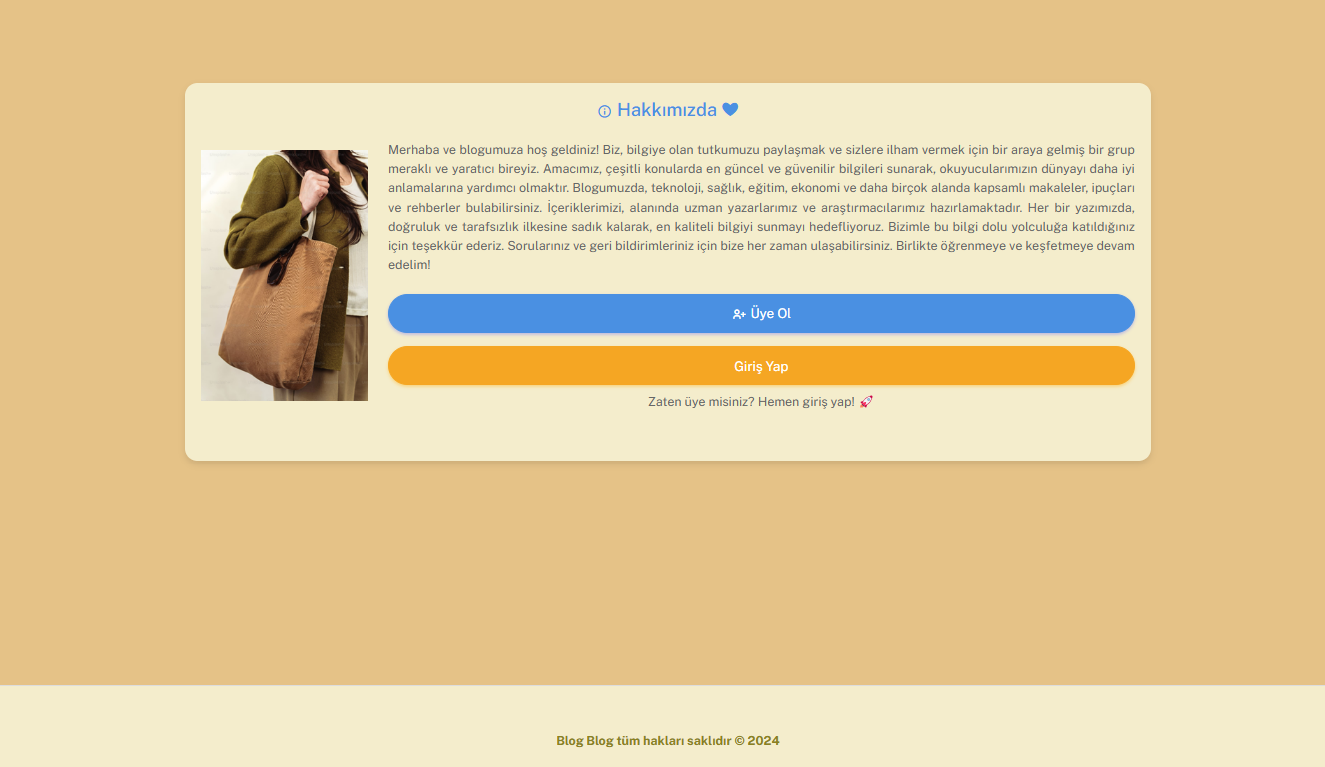 Hakkımızda
Merhaba ve blogumuza hoş geldiniz! Biz, bilgiye olan tutkumuzu paylaşmak ve sizlere ilham vermek için bir araya gelmiş bir grup
meraklı ve yaratıcı bireyiz. Amacımız, çeşitli konularda en güncel ve güvenilir bilgileri sunarak, okuyucularımızın dünyayı daha iyi
anlamalarına yardımcı olmaktır. Blogumuzda, teknoloji, sağlık, eğitim, ekonomi ve daha birçok alanda kapsamlı makaleler, ipuçları
ve rehberler bulabilirsiniz. İçeriklerimizi, alanında uzman yazarlarımız ve araştırmacılarımız hazırlamaktadır. Her bir yazımızda,
doğruluk ve tarafsızlık ilkesine sadık kalarak, en kaliteli bilgiyi sunmayı hedefliyoruz. Bizimle bu bilgi dolu yolculuğa katıldığınız
için teşekkür ederiz. Sorularınız ve geri bildirimleriniz için bize her zaman ulaşabilirsiniz. Birlikte öğrenmeye ve keşfetmeye devam
edelim!
Üye Ol
Giriş Yap
Zaten üye misiniz? Hemen giriş yap! 🚀
Blog Blog tüm hakları saklıdır © 2024